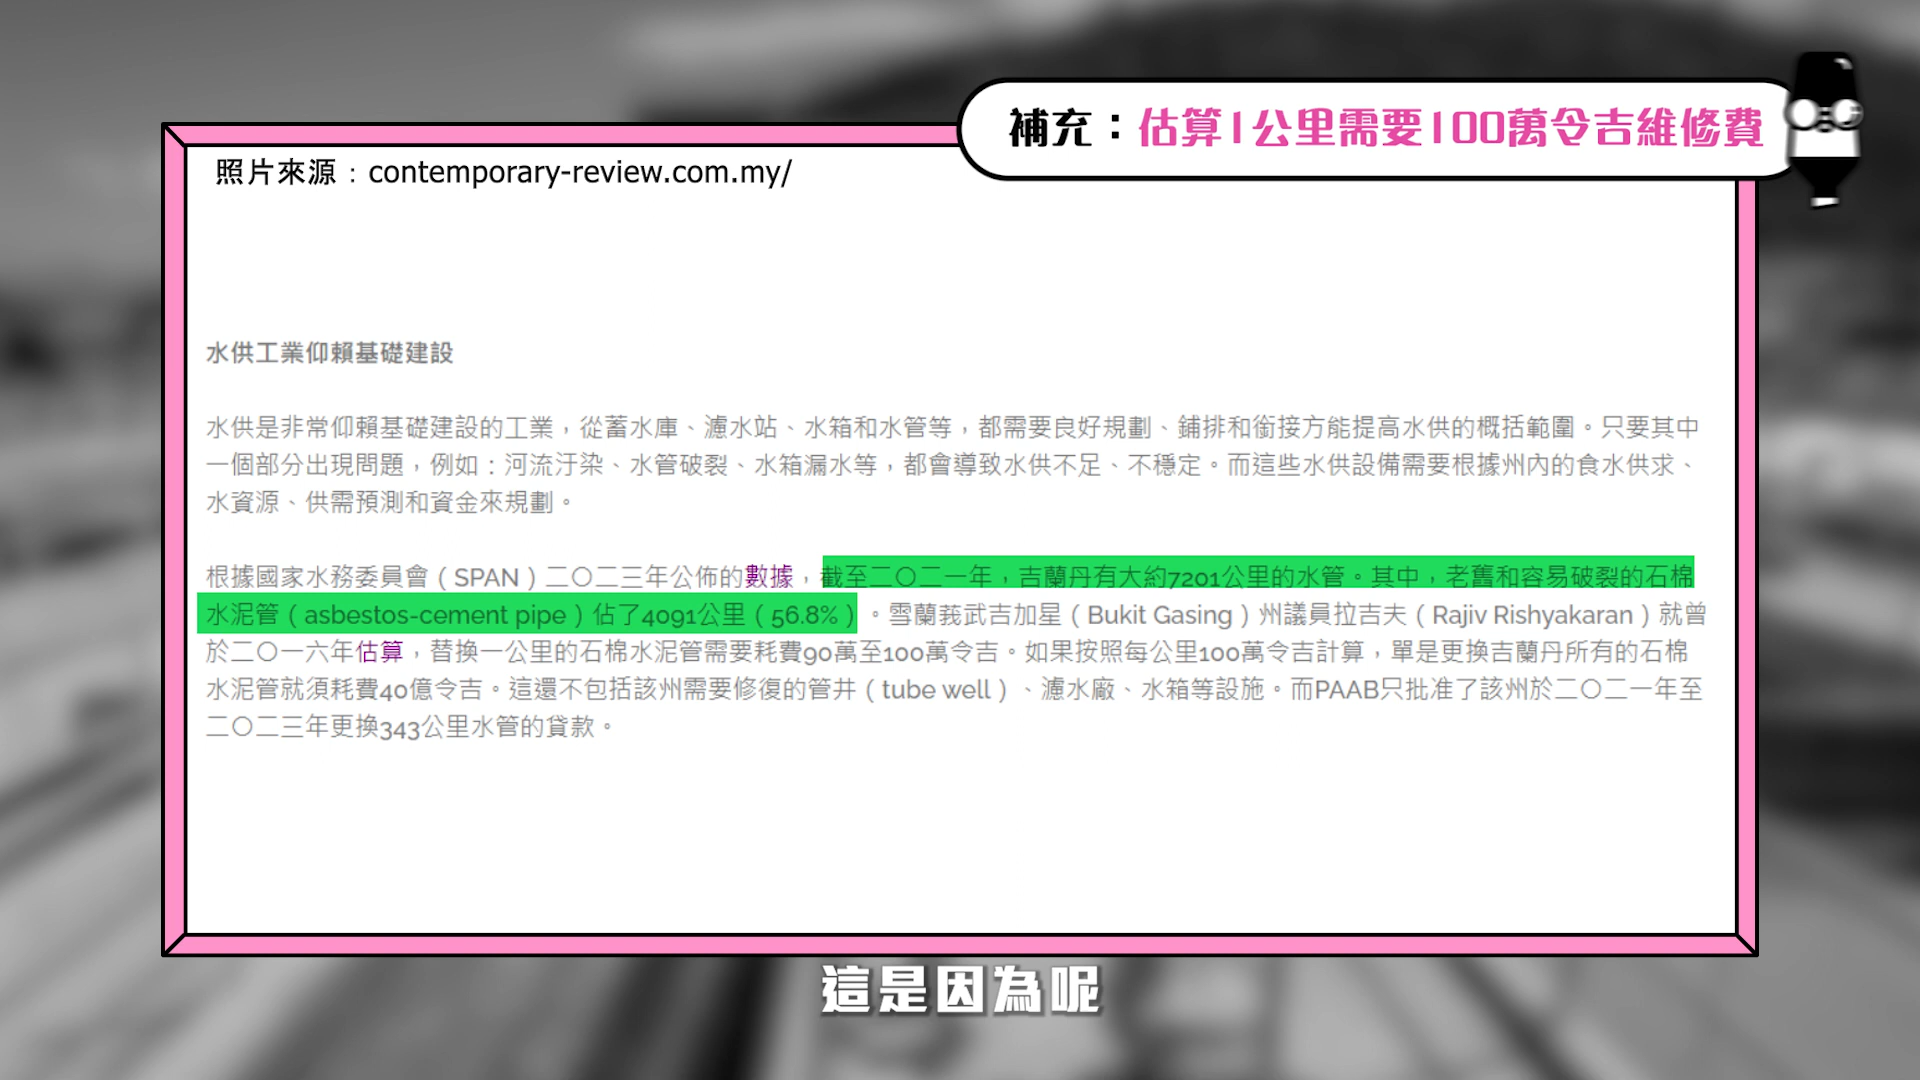 補充：估算1公里需要100萬令吉維修費
照片來源：contemporary-review.com.my/
水供工業仰賴基礎建設
水供是非常仰賴基礎建設的工業，從蓄水庫、濾水站、水箱和水管等，都需要良好規劃、鋪排和銜接方能提高水供的概括範圍。只要其中
一個部分出現問題，例如：河流汙染、水管破裂、水箱漏水等，都會導致水供不足、不穩定。而這些水供設備需要根據州內的食水供求、
水資源、供需預測和資金來規劃。
根據國家水務委員會（SPAN）二〇二三年公佈的數據，截至二〇二一年，吉蘭丹有大約7201公里的水管。其中，老舊和容易破裂的石棉
水泥管（asbestos-cement pipe）佔了4091公里（56.8%）。雪蘭莪武吉加星（Bukit Gasing）州議員拉吉夫（Rajiv Rishyakaran）就曾
於二〇一六年估算，替換一公里的石棉水泥管需要耗費90萬至100萬令吉。如果按照每公里100萬令吉計算，單是更換吉蘭丹所有的石棉
水泥管就須耗費40億令吉。這還不包括該州需要修復的管井（tube well）、濾水廠、水箱等設施。而PAAB只批准了該州於二〇二一年至
二〇二三年更換343公里水管的貸款。
這是因為呢